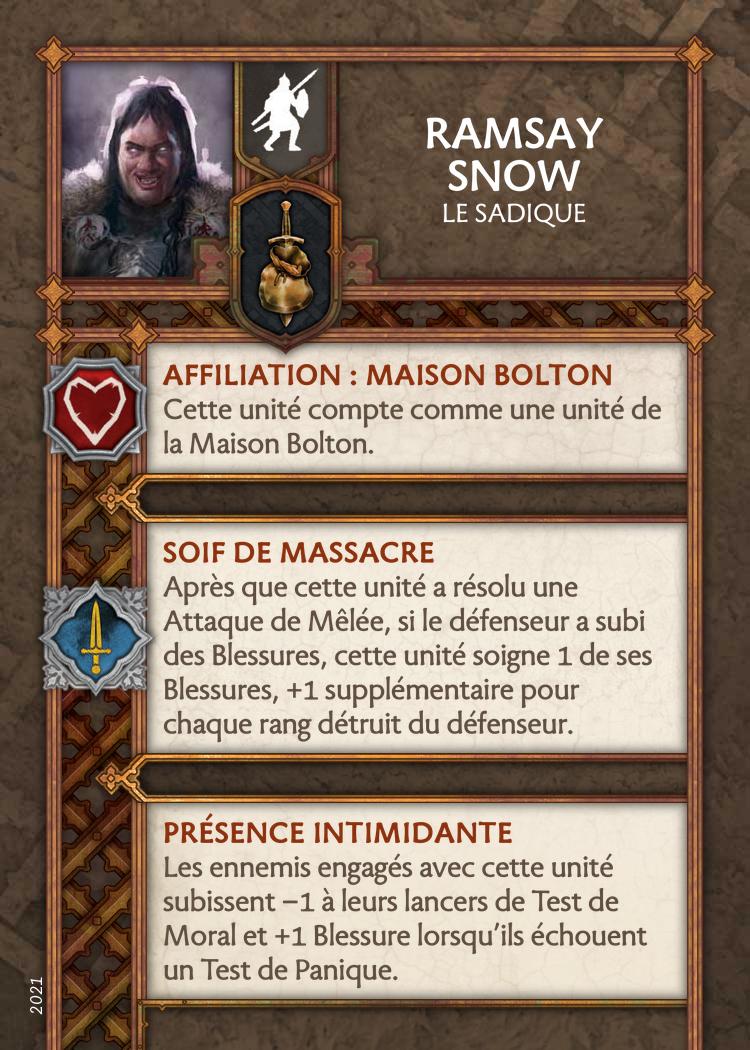 RAMSAY
SNOW
LE SADIQUE
AFFILIATION : MAISON BOLTON
Cette unité compte comme une unité de
la Maison Bolton.
SOIF DE MASSACRE
Après que cette unité a résolu une
Attaque de Mêlée, si le défenseur a subi
des Blessures, cette unité soigne 1 de ses
Blessures, +1 supplémentaire pour
chaque rang détruit du défenseur.
PRÉSENCE INTIMIDANTE
Les ennemis engagés avec cette unité
subissent –1 à leurs lancers de Test de
Moral et +1 Blessure lorsqu’ils échouent
un Test de Panique.
2021